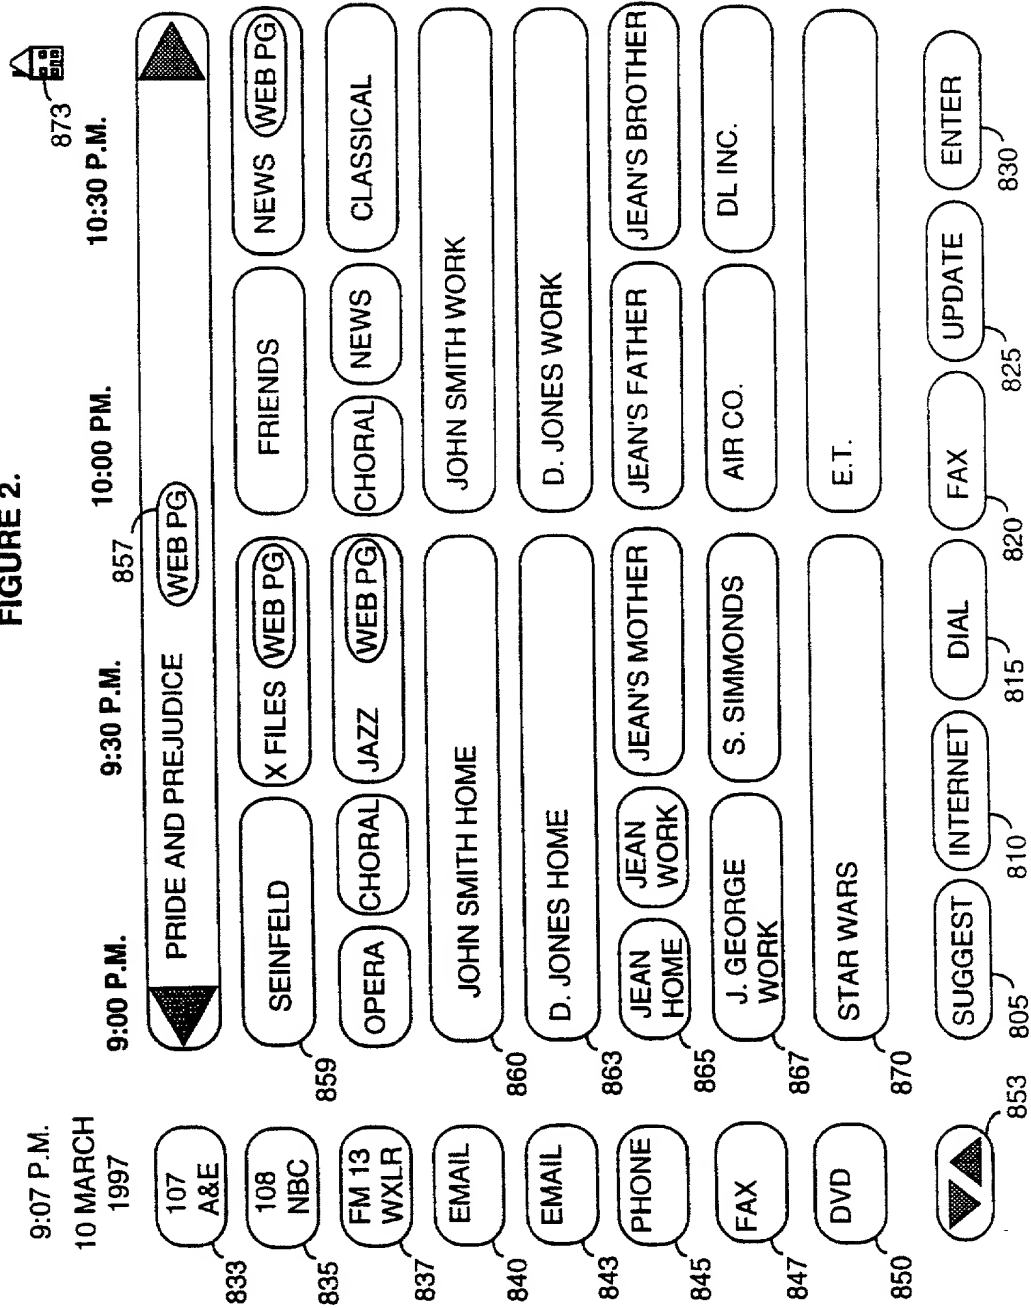 FIGURE 2.
9:07 P.M.
10 MARCH
1997
9:00 P.M.
9:30 P.M.
10:00 PM.
10:30 P.M.
873
857
107
A&E
833
PRIDE AND PREJUDICE
WEB PG
108
NBC
835
SEINFELD
859
X FILES
WEB PG
FRIENDS
NEWS
WEB PG
FM 13
WXLR
837
OPERA
CHORAL
JAZZ
WEB PG
CHORAL
NEWS
CLASSICAL
EMAIL
840
JOHN SMITH HOME
860
JOHN SMITH WORK
EMAIL
843
D. JONES HOME
863
D. JONES WORK
PHONE
845
JEAN
HOME
865
JEAN
WORK
JEAN'S MOTHER
JEAN'S FATHER
JEAN'S BROTHER
FAX
847
J. GEORGE
WORK
867
S. SIMMONDS
AIR CO.
DL INC.
DVD
850
STAR WARS
870
E.T.
853
SUGGEST
805
INTERNET
810
DIAL
815
FAX
820
UPDATE
825
ENTER
830